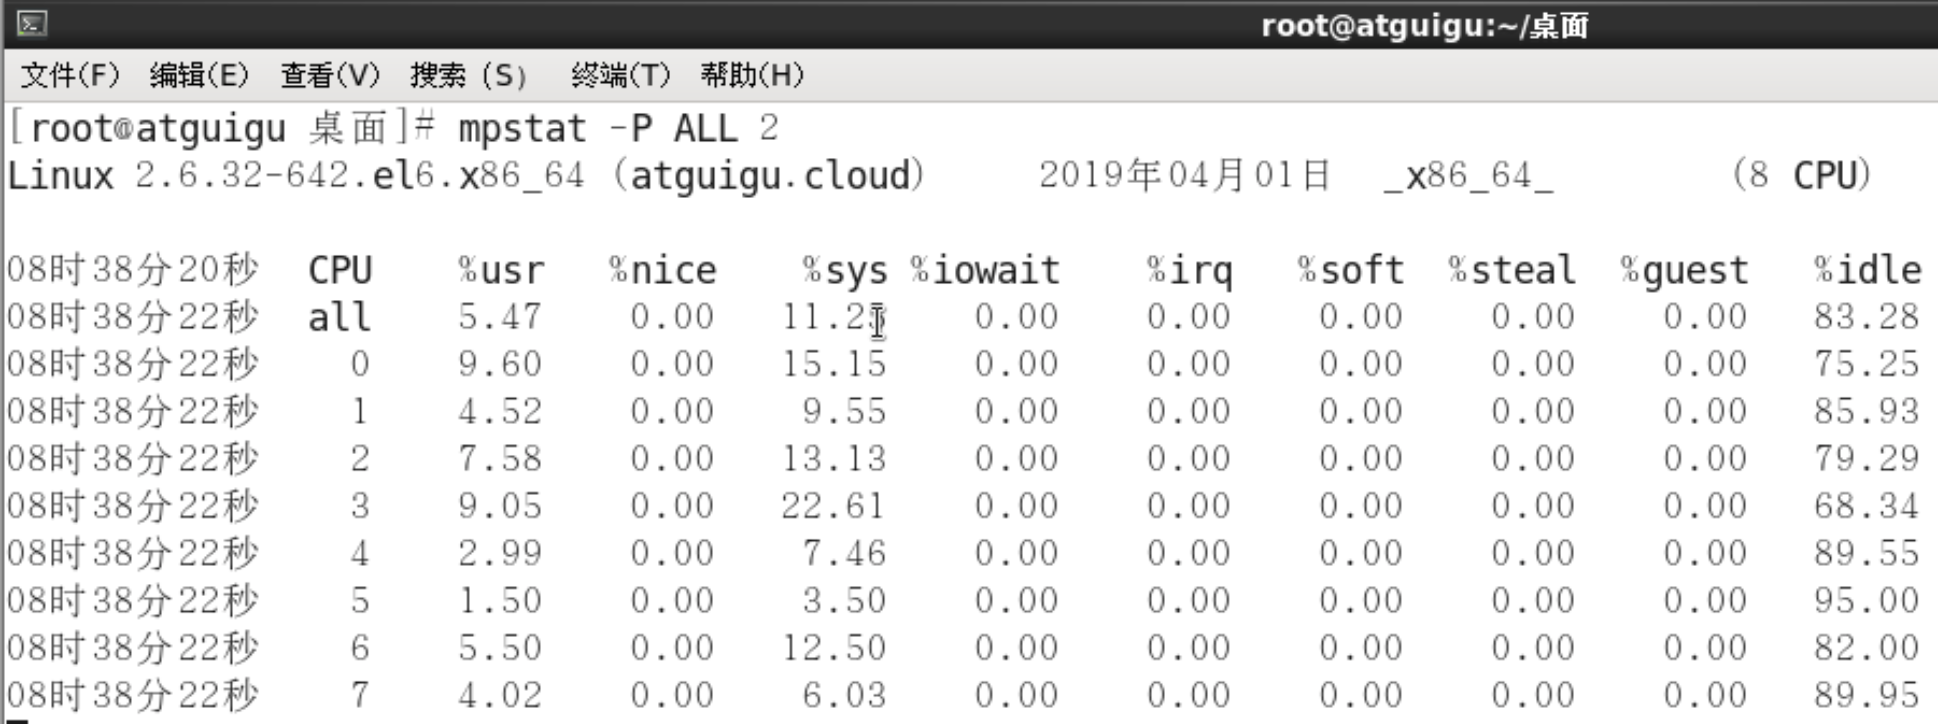 root@atguigu:~/桌面
文件(F) 编辑(E) 查看(V) 搜索 (S) 终端(T) 帮助(H)
[root@atguigu 桌面]# mpstat -P ALL 2
Linux 2.6.32-642.el6.x86_64 (atguigu.cloud) 2019年04月01日 _x86_64_ (8 CPU)
08时38分20秒 CPU %usr %nice %sys %iowait %irq %soft %steal %guest %idle
08时38分22秒 all 5.47 0.00 0.00 0.00 0.00 0.00 0.00 83.28
08时38分22秒 0 9.60 0.00 15.15 0.00 0.00 0.00 0.00 0.00 75.25
08时38分22秒 1 4.52 0.00 9.55 0.00 0.00 0.00 0.00 0.00 85.93
08时38分22秒 2 7.58 0.00 13.13 0.00 0.00 0.00 0.00 0.00 79.29
08时38分22秒 3 9.05 0.00 22.61 0.00 0.00 0.00 0.00 0.00 68.34
08时38分22秒 4 2.99 0.00 7.46 0.00 0.00 0.00 0.00 0.00 89.55
08时38分22秒 5 1.50 0.00 3.50 0.00 0.00 0.00 0.00 0.00 95.00
08时38分22秒 6 5.50 0.00 12.50 0.00 0.00 0.00 0.00 0.00 82.00
08时38分22秒 7 4.02 0.00 6.03 0.00 0.00 0.00 0.00 0.00 89.95